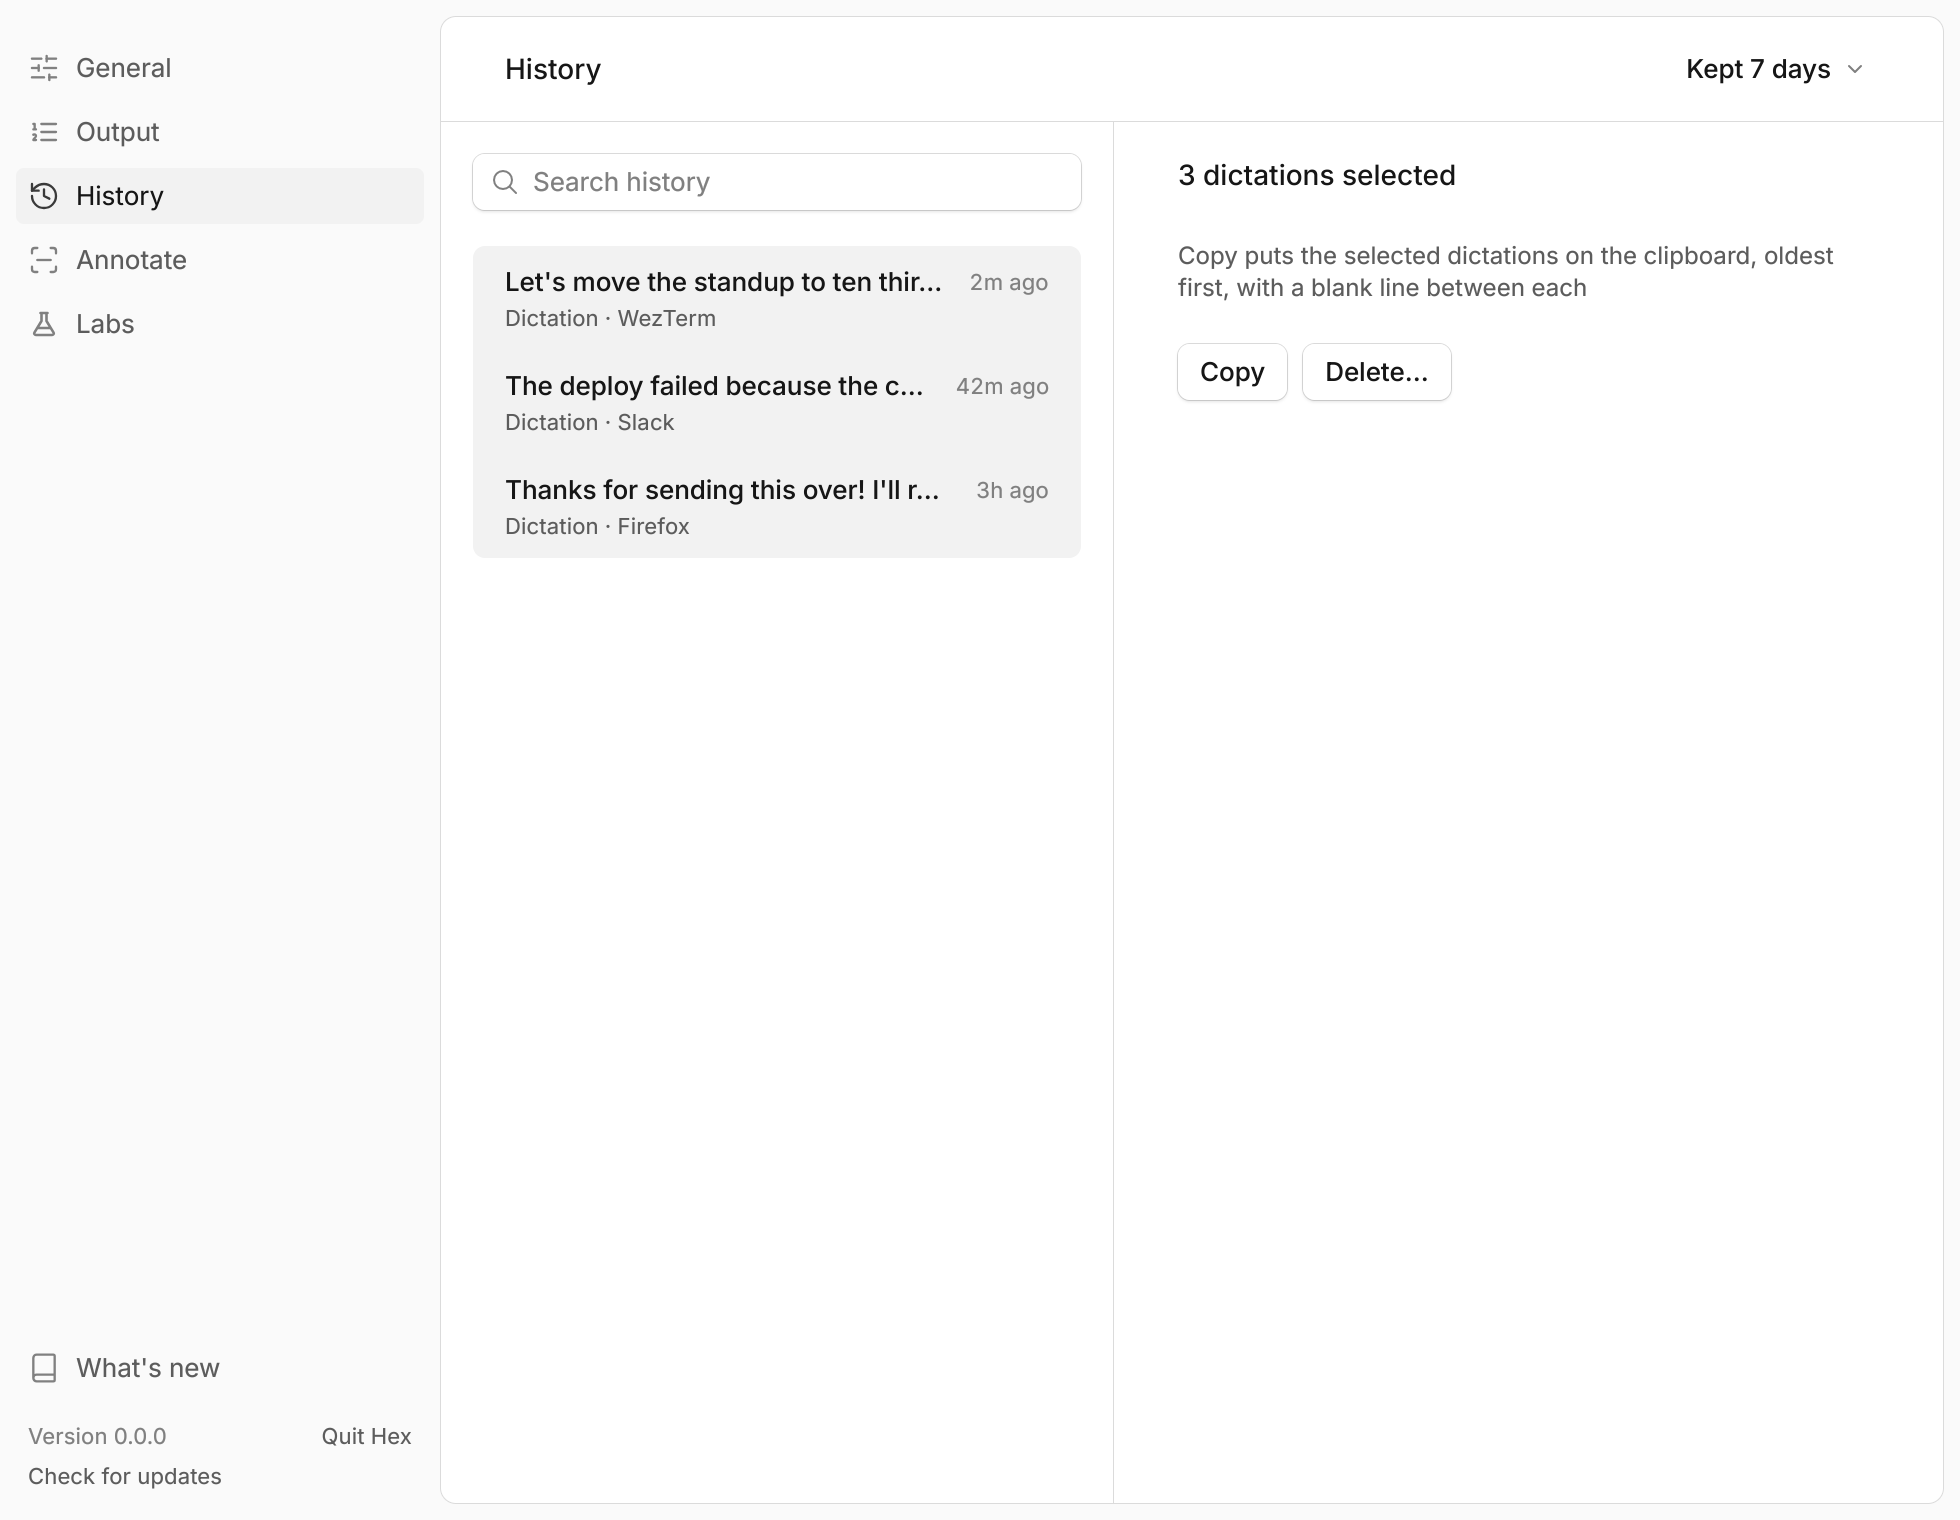 General
Output
History
Annotate
Labs
What's new
Version 0.0.0
Quit Hex
Check for updates
History
Kept 7 days
Search history
Let's move the standup to ten thir...
2m ago
Dictation · WezTerm
The deploy failed because the c...
42m ago
Dictation · Slack
Thanks for sending this over! I'll r...
3h ago
Dictation · Firefox
3 dictations selected
Copy puts the selected dictations on the clipboard, oldest
first, with a blank line between each
Copy
Delete...